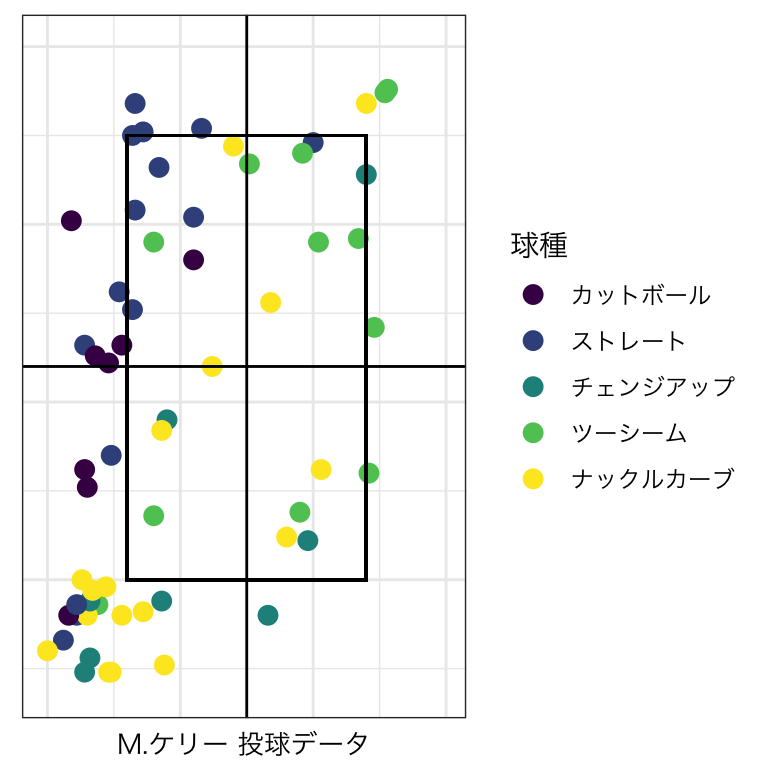 球種
カットボール
ストレート
チェンジアップ
ツーシーム
ナックルカーブ
M.ケリー 投球データ